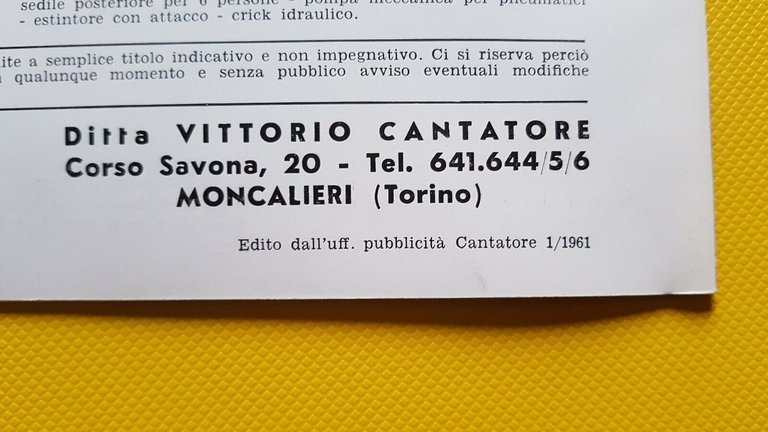 sedile posteriore per 6 persone - pompa meccanica per pneumatici
- estintore con attacco - crick idraulico.
ite a semplice titolo indicativo e non impegnativo. Ci si riserva perciò
qualunque momento e senza pubblico avviso eventuali modifiche
Ditta VITTORIO CANTATORE
Corso Savona, 20 - Tel. 641.644/5/6
MONCALIERI (Torino)
Edito dall'uff. pubblicità Cantatore 1/1961